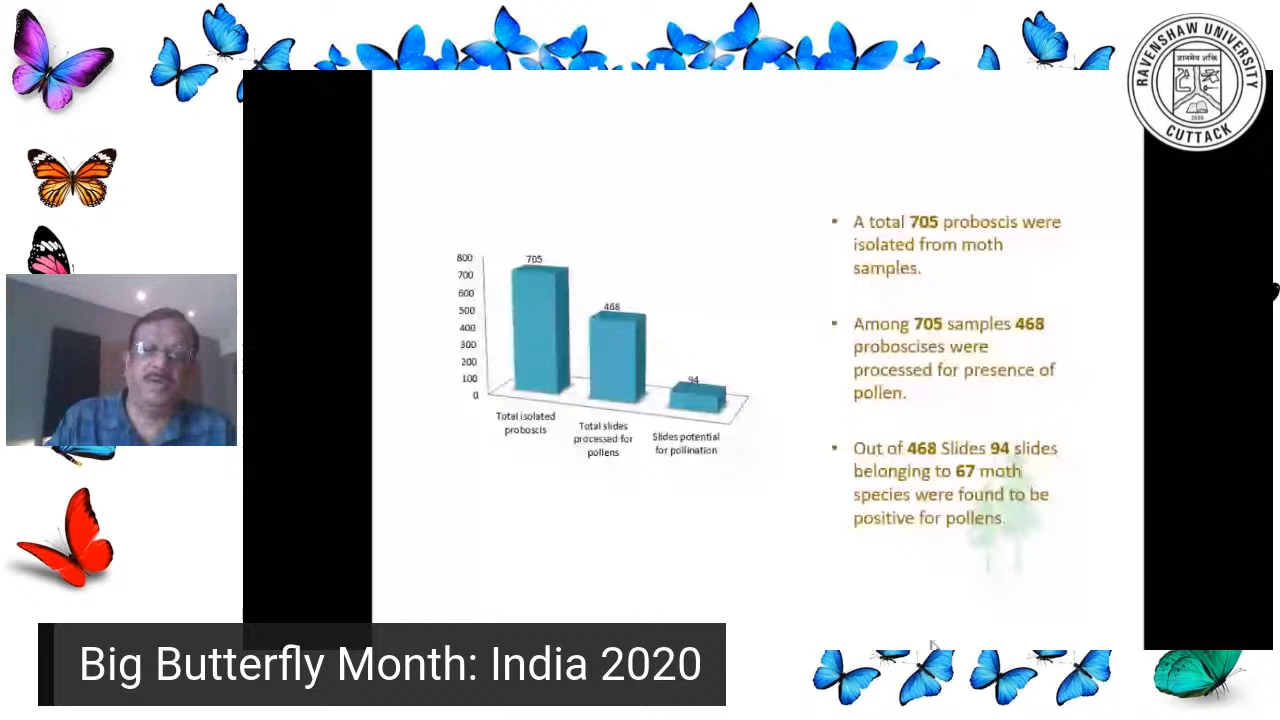 RAVENSHAW UNIVERSITY
ज्ञानमेव शक्ति
2006
CUTTACK
• A total 705 proboscis were
isolated from moth
samples.
• Among 705 samples 468
proboscises were
processed for presence of
pollen.
• Out of 468 Slides 94 slides
belonging to 67 moth
species were found to be
positive for pollens.
800
700
600
500
400
300
200
100
0
705
468
94
Total isolated
proboscis
Total slides
processed for
pollens
Slides potential
for pollination
Big Butterfly Month: India 2020